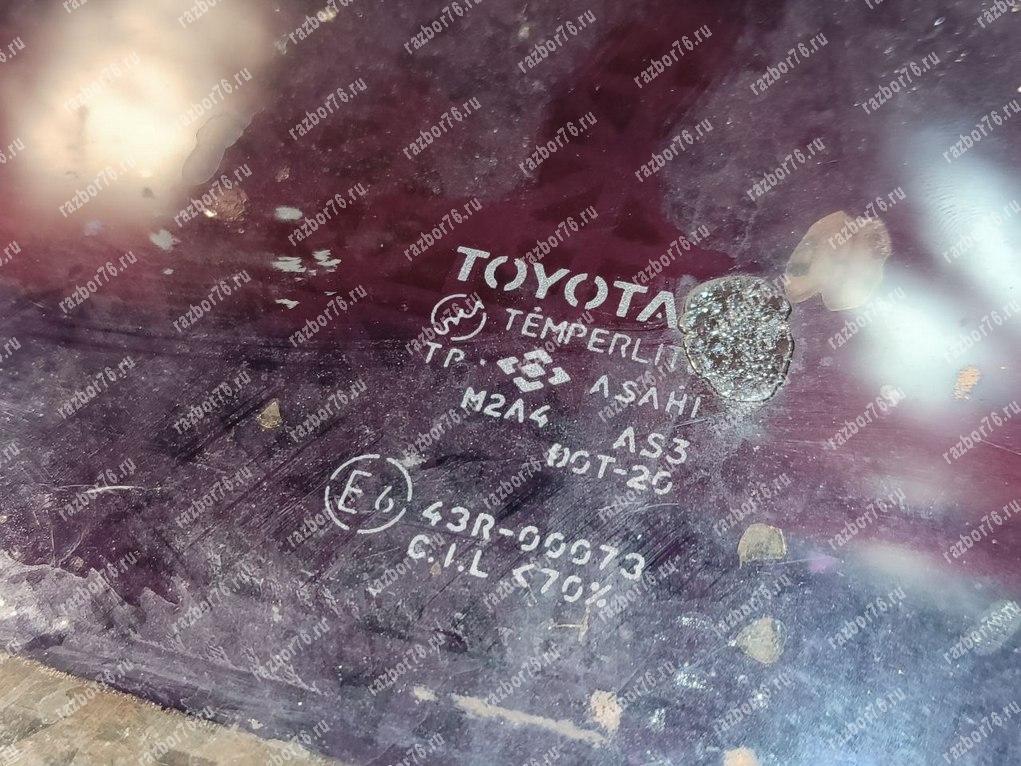 TOYOTA
TEMPERLIT
TP. ASAHI
M2A4 AS3
DOT-20
E6 43R-00073
C.I.L <70%
razbor76.ru